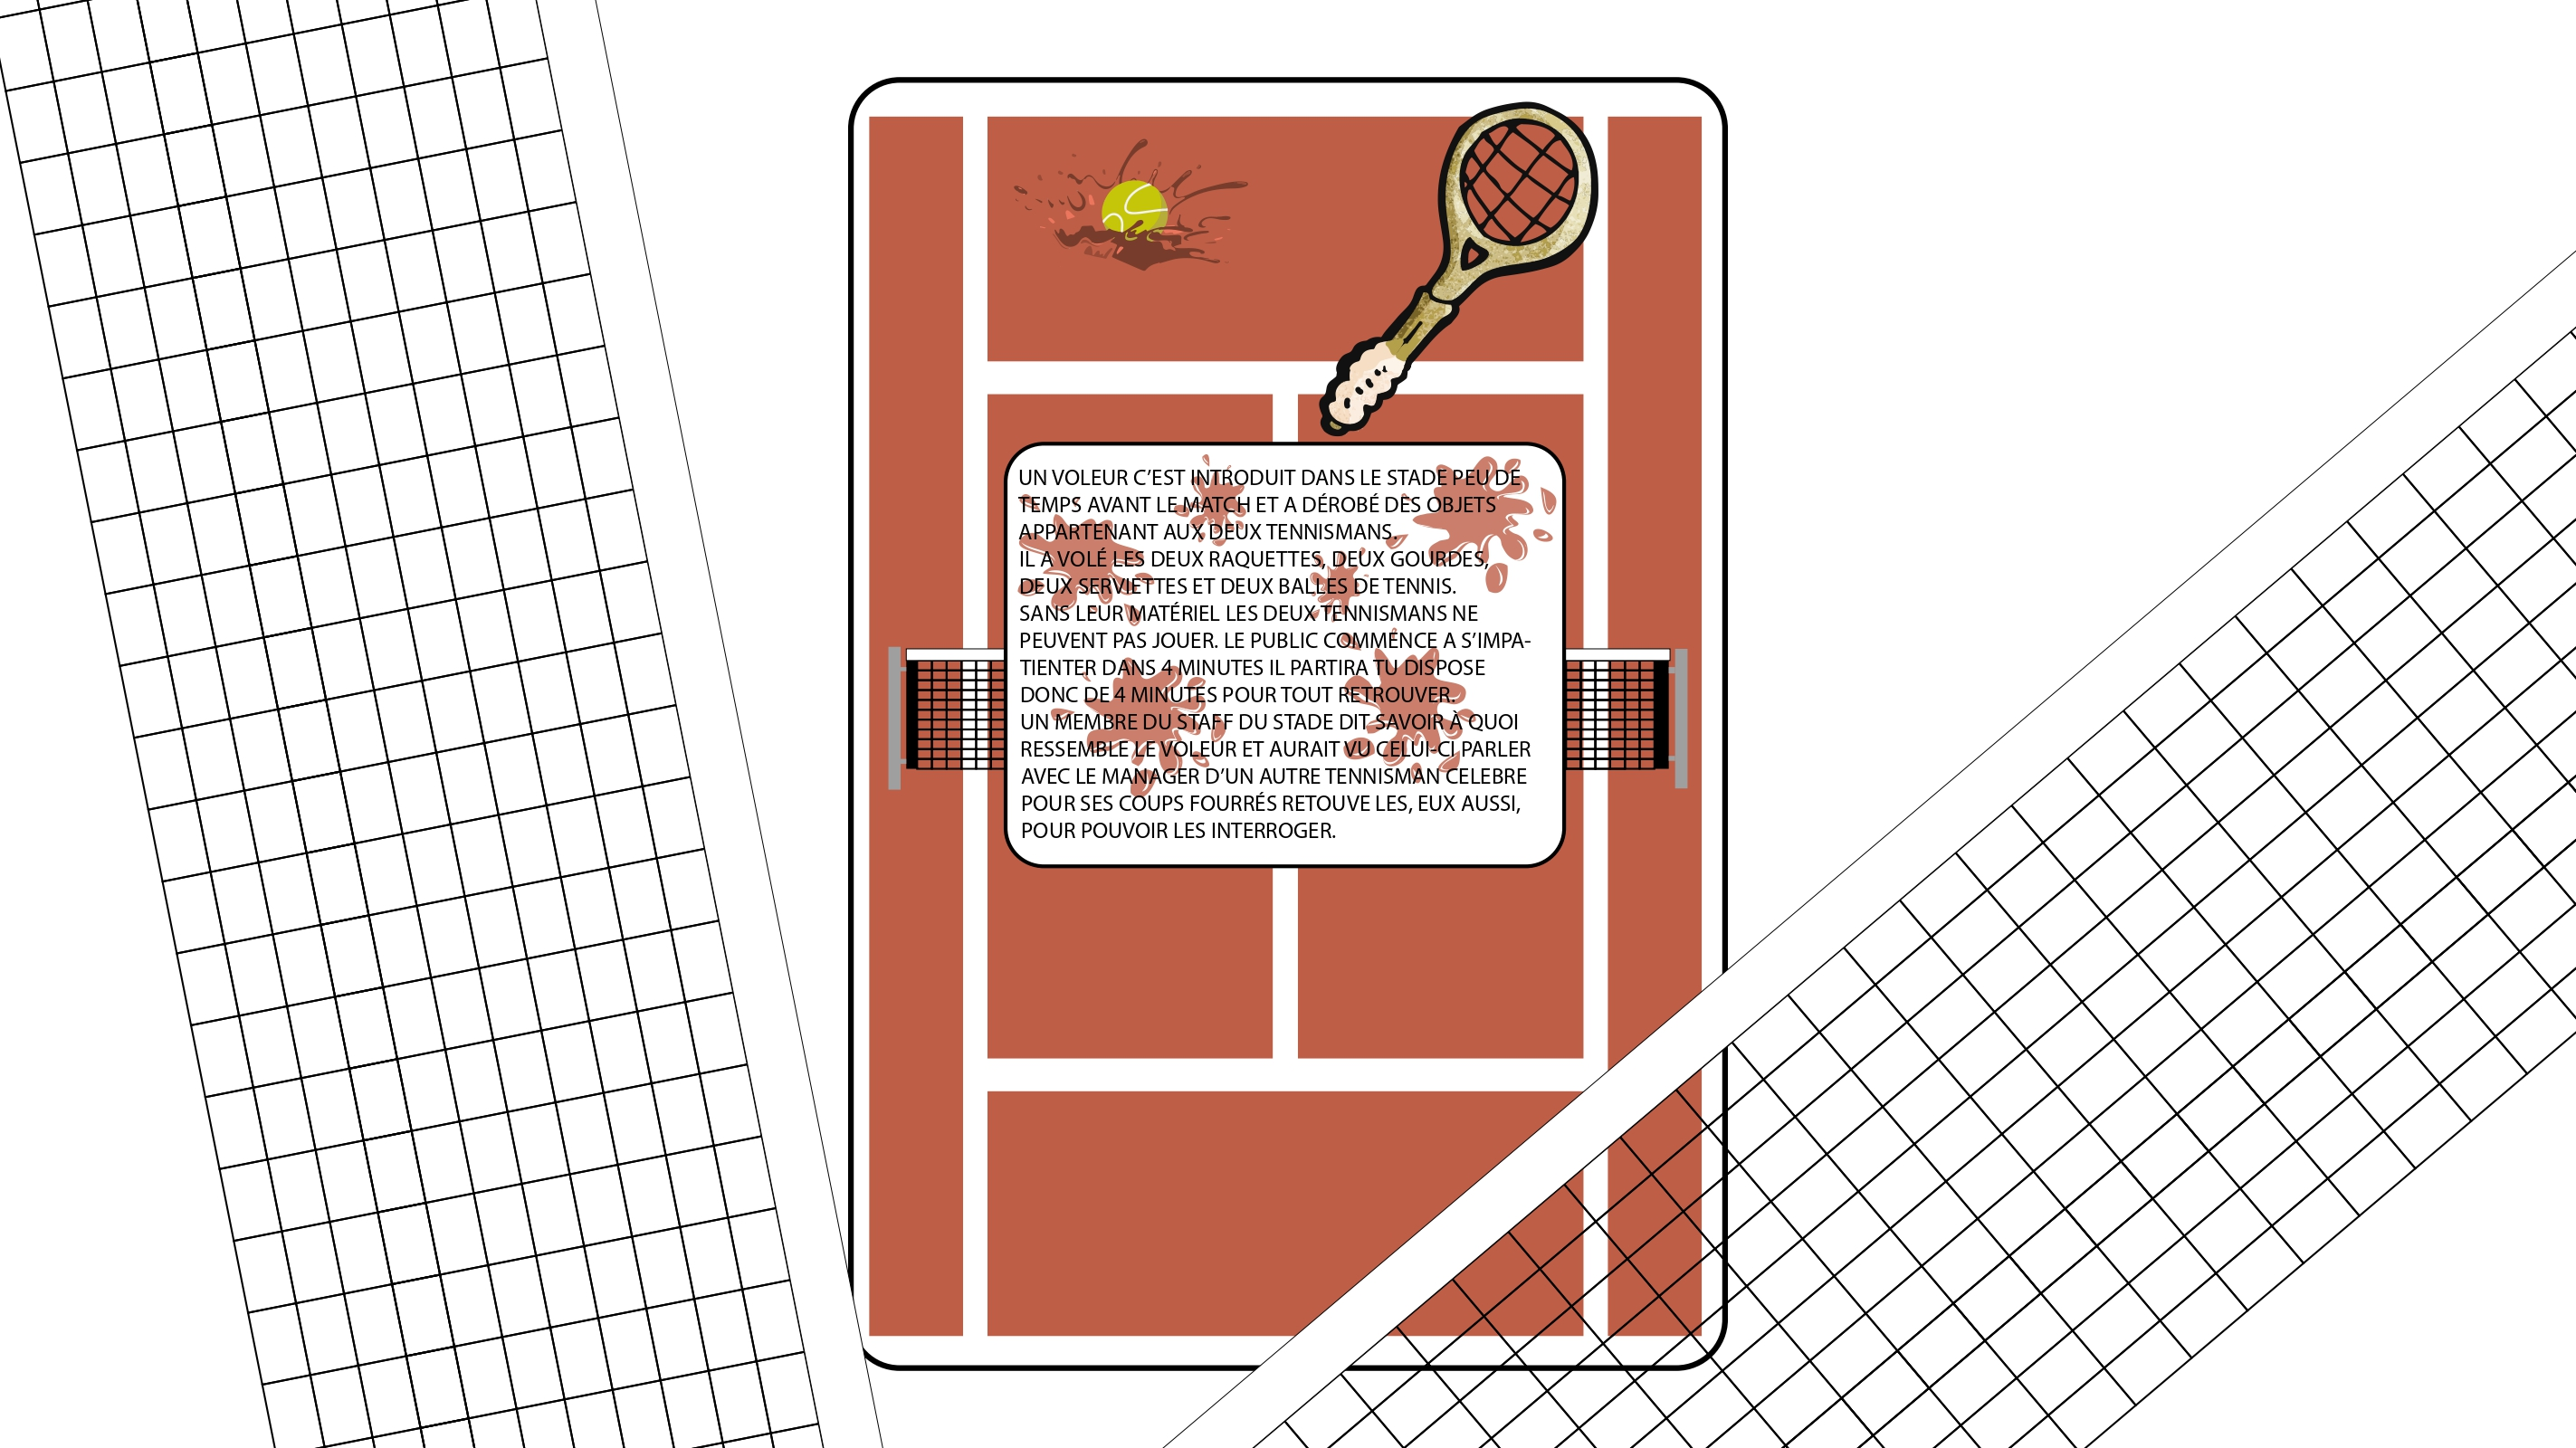 UN VOLEUR C’EST INTRODUIT DANS LE STADE PEU DE
TEMPS AVANT LE MATCH ET A DÉROBÉ DES OBJETS
APPARTENANT AUX DEUX TENNISMANS.
IL A VOLÉ LES DEUX RAQUETTES, DEUX GOURDES,
DEUX SERVIETTES ET DEUX BALLES DE TENNIS.
SANS LEUR MATÉRIEL LES DEUX TENNISMANS NE
PEUVENT PAS JOUER. LE PUBLIC COMMENCE A S’IMPA-
TIENTER DANS 4 MINUTES IL PARTIRA TU DISPOSE
DONC DE 4 MINUTES POUR TOUT RETROUVER.
UN MEMBRE DU STAFF DU STADE DIT SAVOIR À QUOI
RESSEMBLE LE VOLEUR ET AURAIT VU CELUI-CI PARLER
AVEC LE MANAGER D’UN AUTRE TENNISMAN CELEBRE
POUR SES COUPS FOURRÉS RETOUVE LES, EUX AUSSI,
POUR POUVOIR LES INTERROGER.